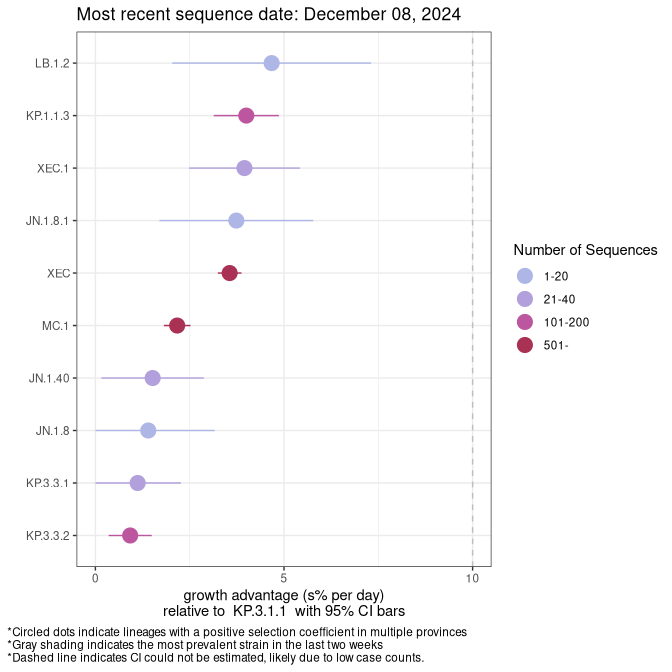 Most recent sequence date: December 08, 2024
LB.1.2
KP.1.1.3
XEC.1
JN.1.8.1
XEC
MC.1
JN.1.40
JN.1.8
KP.3.3.1
KP.3.3.2
0 5 10
growth advantage (s% per day)
relative to KP.3.1.1 with 95% CI bars
Number of Sequences
1-20
21-40
101-200
501-
*Circled dots indicate lineages with a positive selection coefficient in multiple provinces
*Gray shading indicates the most prevalent strain in the last two weeks
*Dashed line indicates CI could not be estimated, likely due to low case counts.